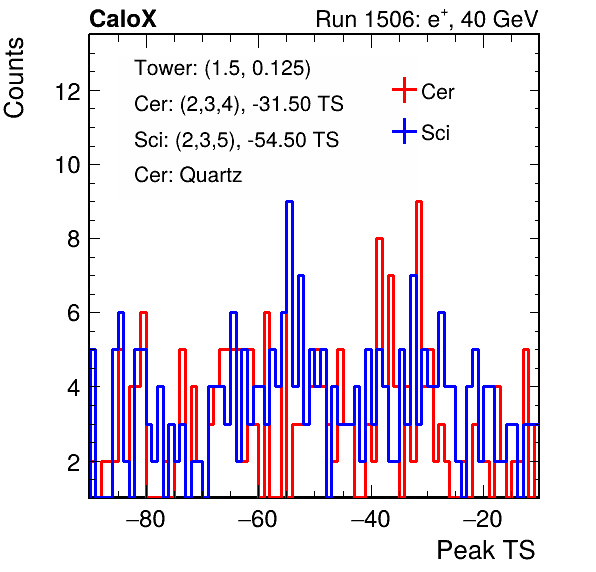 CaloX Run 1506: e⁺, 40 GeV
Counts
Tower: (1.5, 0.125)
Cer: (2,3,4), -31.50 TS
Sci: (2,3,5), -54.50 TS
Cer: Quartz
Cer
Sci
12
10
8
6
4
2
−80 −60 −40 −20
Peak TS